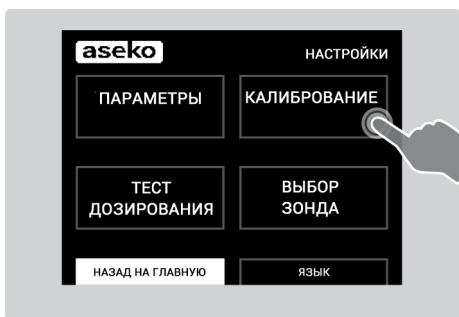 aseko
НАСТРОЙКИ
ПАРАМЕТРЫ
КАЛИБРОВАНИЕ
ТЕСТ
ДОЗИРОВАНИЯ
ВЫБОР
ЗОНДА
НАЗАД НА ГЛАВНУЮ
ЯЗЫК